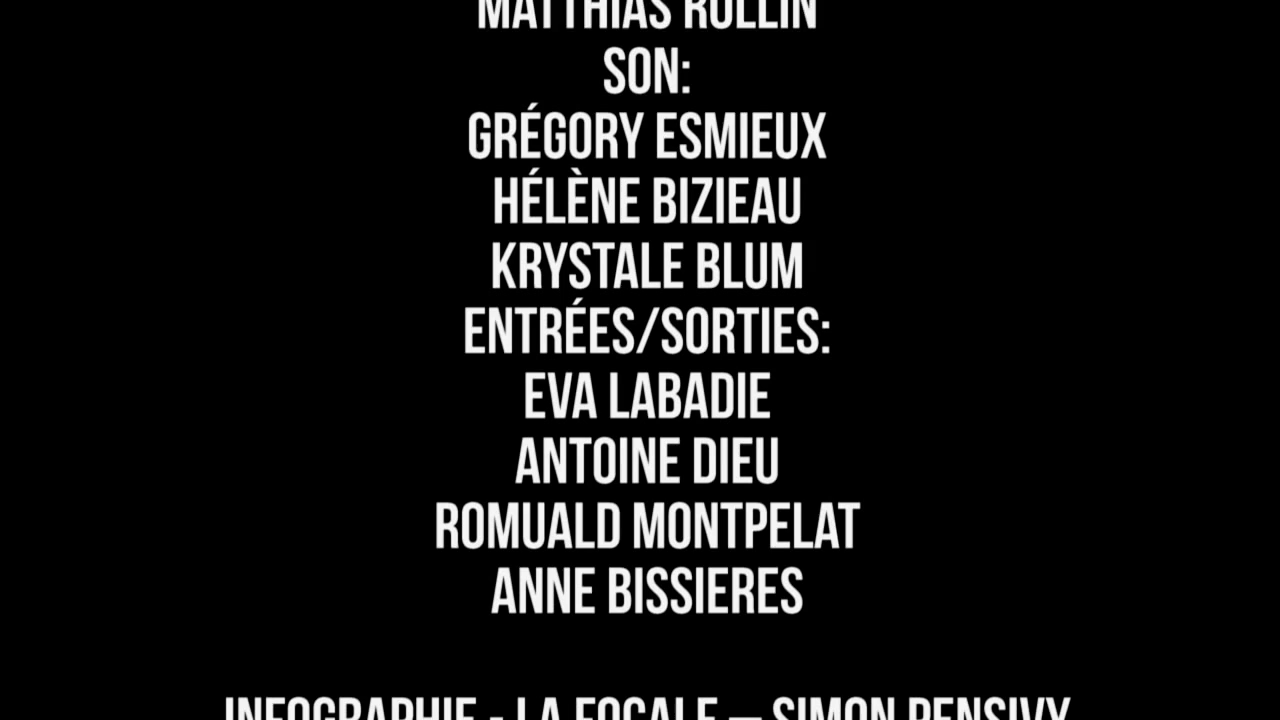 MATTHIAS ROLLIN
SON:
GRÉGORY ESMIEUX
HÉLÈNE BIZIEAU
KRYSTALE BLUM
ENTRÉES/SORTIES:
EVA LABADIE
ANTOINE DIEU
ROMUALD MONTPELAT
ANNE BISSIERES
INFOGRAPHIE - LA FOCALE – SIMON PENSIVY